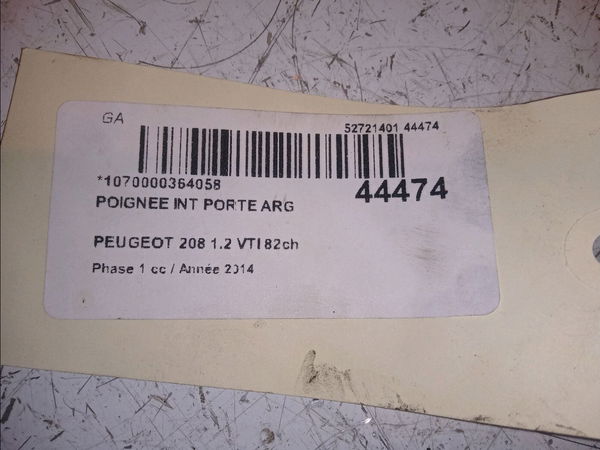 GA
52721401 44474
*1070000364058
44474
POIGNEE INT PORTE ARG
PEUGEOT 208 1.2 VTI 82ch
Phase 1 cc / Année 2014